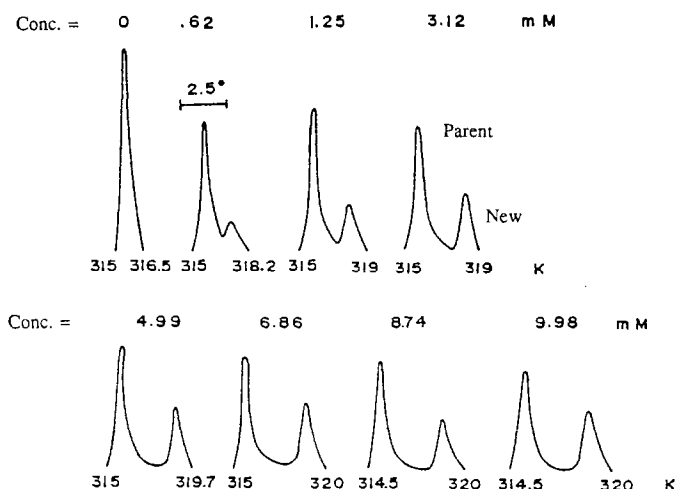 Conc. = 0 .62 1.25 3.12 m M
2.5°
Parent
New
315 316.5 315 318.2 315 319 315 319 K
Conc. = 4.99 6.86 8.74 9.98 m M
315 319.7 315 320 314.5 320 314.5 320 K